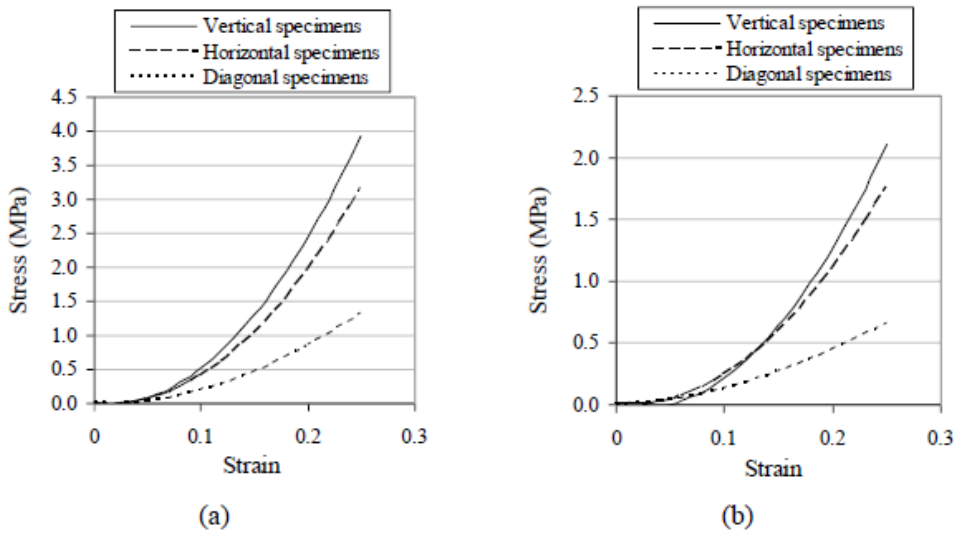 Vertical specimens
Horizontal specimens
Diagonal specimens
4.5
4.0
3.5
3.0
2.5
2.0
1.5
1.0
0.5
0.0
Stress (MPa)
0
0.1
0.2
0.3
Strain
(a)
Vertical specimens
Horizontal specimens
Diagonal specimens
2.5
2.0
1.5
1.0
0.5
0.0
Stress (MPa)
0
0.1
0.2
0.3
Strain
(b)